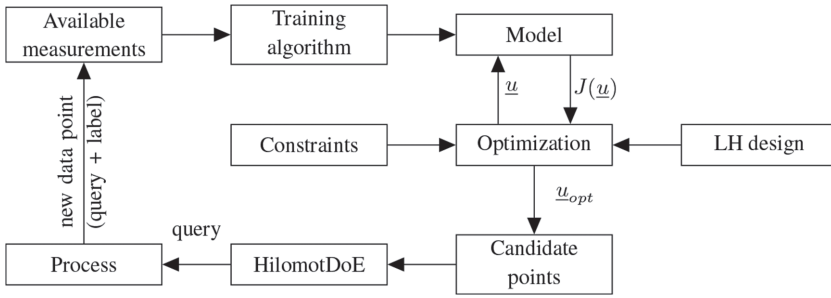 Available
measurements
Training
algorithm
Model
u
J(u)
new data point
(query + label)
Constraints
Optimization
LH design
u_opt
query
Process
HilomotDoE
Candidate
points